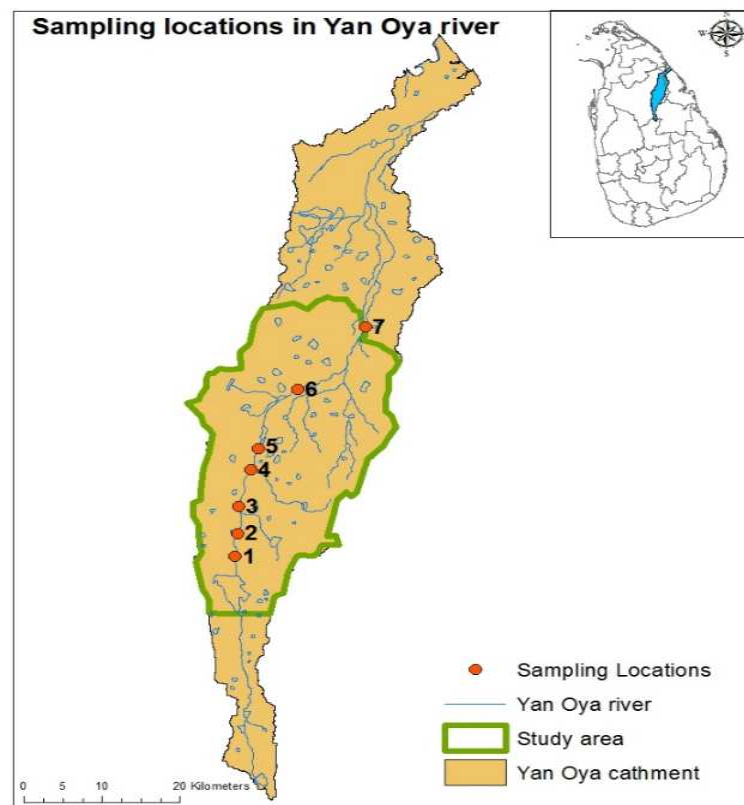 Sampling locations in Yan Oya river
N
W
S
7
6
5
4
3
2
1
Sampling Locations
Yan Oya river
Study area
Yan Oya cathment
0 5 10 20 Kilometers